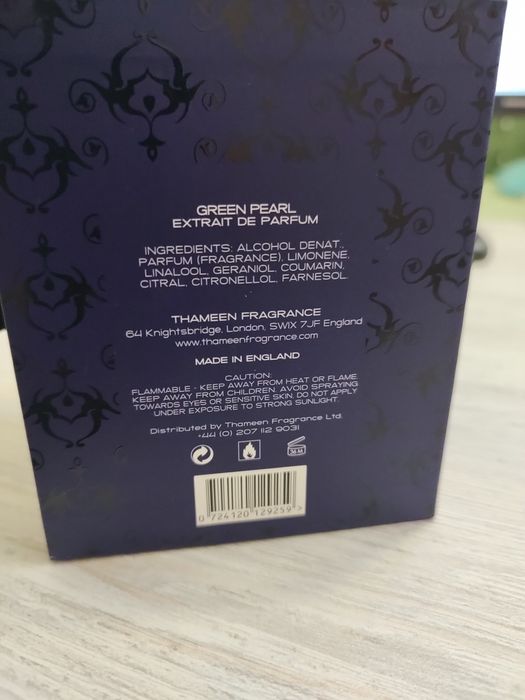 GREEN PEARL
EXTRAIT DE PARFUM
INGREDIENTS: ALCOHOL DENAT.,
PARFUM (FRAGRANCE), LIMONENE,
LINALOOL, GERANIOL, COUMARIN,
CITRAL, CITRONELLOL, FARNESOL.
THAMEEN FRAGRANCE
64 Knightsbridge, London, SW1X 7JF England
www.thameenfragrance.com
MADE IN ENGLAND
CAUTION:
FLAMMABLE - KEEP AWAY FROM HEAT OR FLAME.
KEEP AWAY FROM CHILDREN. AVOID SPRAYING
TOWARDS EYES OR SENSITIVE SKIN. DO NOT APPLY
UNDER EXPOSURE TO STRONG SUNLIGHT.
Distributed by Thameen Fragrance Ltd.
+44 (0) 207 112 9031
36 M
0 724120 129259 >